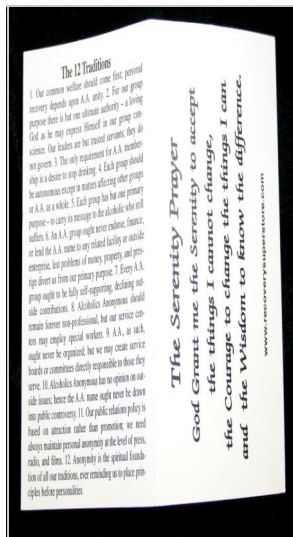 The 12 Traditions
1. Our common welfare should come first; personal
recovery depends upon A.A. unity. 2. For our group
purpose there is but one ultimate authority – a loving
God as he may express Himself in our group con-
science. Our leaders are but trusted servants; they do
not govern. 3. The only requirement for A.A. member-
ship is a desire to stop drinking. 4. Each group should
be autonomous except in matters affecting other groups
or A.A. as a whole. 5. Each group has but one primary
purpose – to carry its message to the alcoholic who still
suffers. 6. An A.A. group ought never endorse, finance,
or lend the A.A. name to any related facility or outside
enterprise, lest problems of money, property, and pres-
tige divert us from our primary purpose. 7. Every A.A.
group ought to be fully self-supporting, declining out-
side contributions. 8. Alcoholics Anonymous should
remain forever non-professional, but our service cen-
ters may employ special workers. 9. A.A., as such,
ought never be organized; but we may create service
boards or committees directly responsible to those they
serve. 10. Alcoholics Anonymous has no opinion on out-
side issues; hence the A.A. name ought never be drawn
into public controversy. 11. Our public relations policy is
based on attraction rather than promotion; we need
always maintain personal anonymity at the level of press,
radio, and films. 12. Anonymity is the spiritual founda-
tion of all our traditions, ever reminding us to place prin-
ciples before personalities.
The Serenity Prayer
God Grant me the Serenity to accept
the things I cannot change,
the Courage to change the things I can
and the Wisdom to know the difference.
www.recoverysuperstore.com